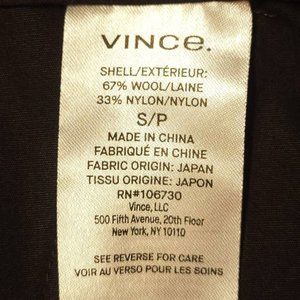 VINCE.
SHELL/EXTÉRIEUR:
67% WOOL/LAINE
33% NYLON/NYLON
S/P
MADE IN CHINA
FABRIQUÉ EN CHINE
FABRIC ORIGIN: JAPAN
TISSU ORIGINE: JAPON
RN#106730
Vince, LLC
500 Fifth Avenue, 20th Floor
New York, NY 10110
SEE REVERSE FOR CARE
VOIR AU VERSO POUR LES SOINS